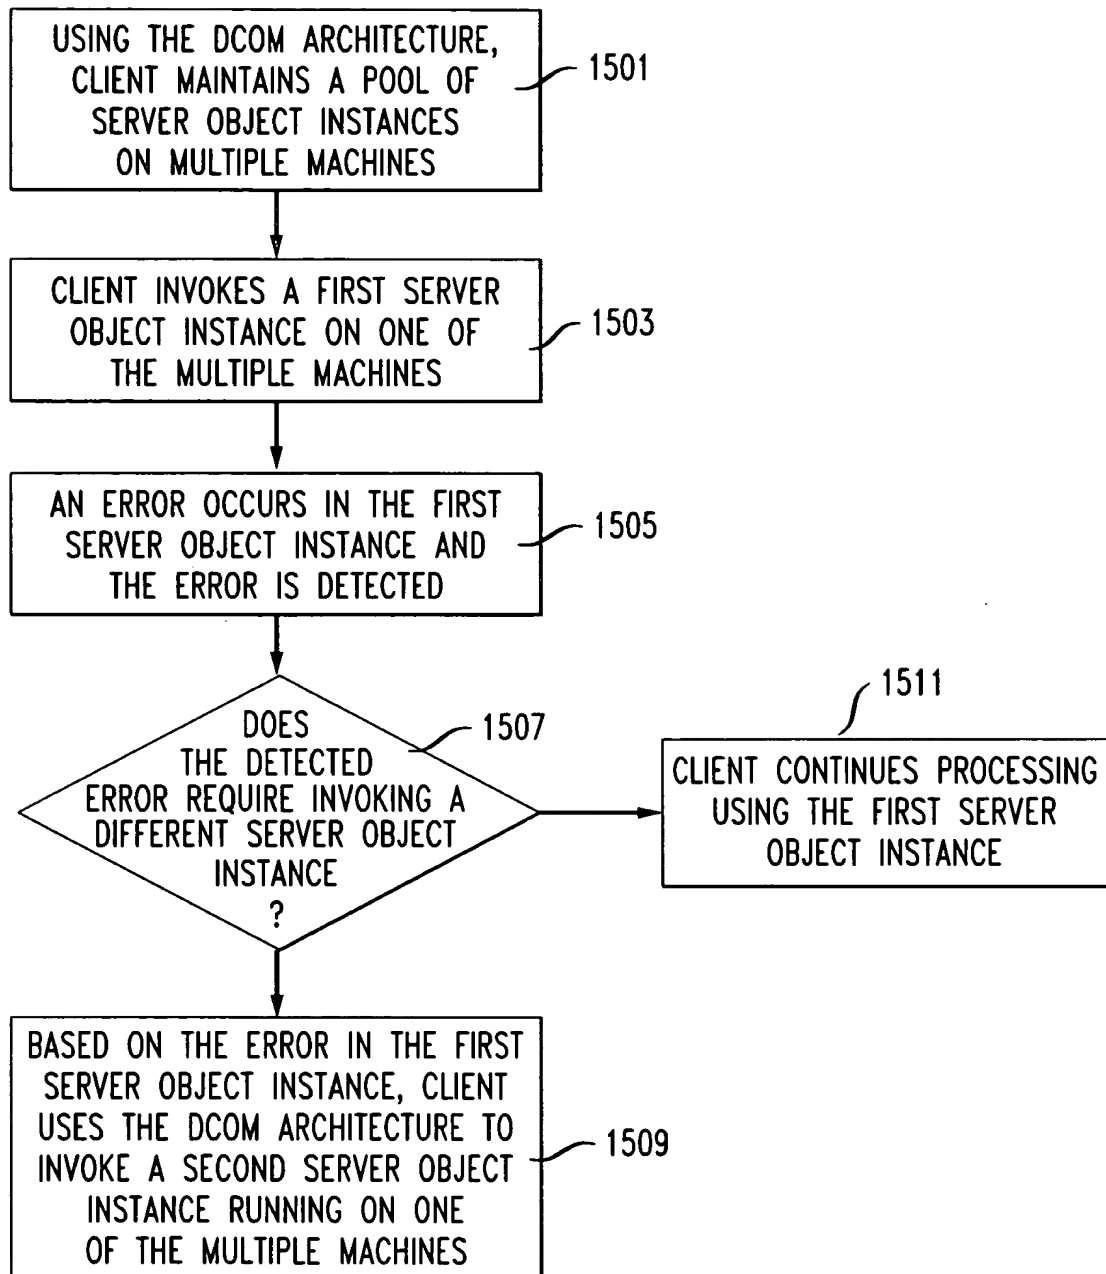 USING THE DCOM ARCHITECTURE,
CLIENT MAINTAINS A POOL OF
SERVER OBJECT INSTANCES
ON MULTIPLE MACHINES
1501
CLIENT INVOKES A FIRST SERVER
OBJECT INSTANCE ON ONE OF
THE MULTIPLE MACHINES
1503
AN ERROR OCCURS IN THE FIRST
SERVER OBJECT INSTANCE AND
THE ERROR IS DETECTED
1505
DOES
THE DETECTED
ERROR REQUIRE INVOKING A
DIFFERENT SERVER OBJECT
INSTANCE
?
1507
1511
CLIENT CONTINUES PROCESSING
USING THE FIRST SERVER
OBJECT INSTANCE
BASED ON THE ERROR IN THE FIRST
SERVER OBJECT INSTANCE, CLIENT
USES THE DCOM ARCHITECTURE TO
INVOKE A SECOND SERVER OBJECT
INSTANCE RUNNING ON ONE
OF THE MULTIPLE MACHINES
1509